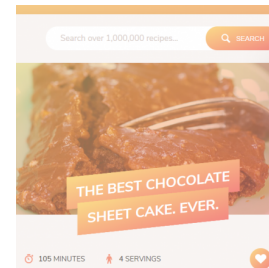 Search over 1,000,000 recipes...
SEARCH
THE BEST CHOCOLATE
SHEET CAKE. EVER.
105 MINUTES
4 SERVINGS